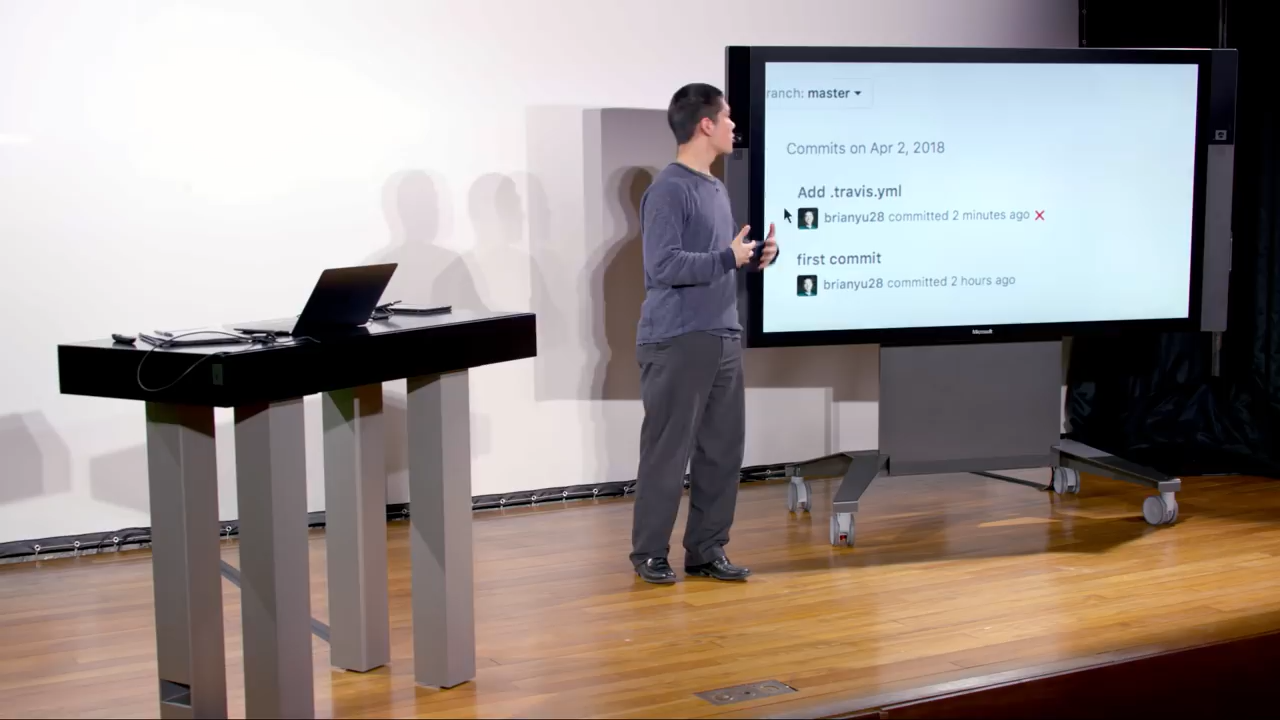 ranch: master
Commits on Apr 2, 2018
Add .travis.yml
brianyu28 committed 2 minutes ago
first commit
brianyu28 committed 2 hours ago
Microsoft